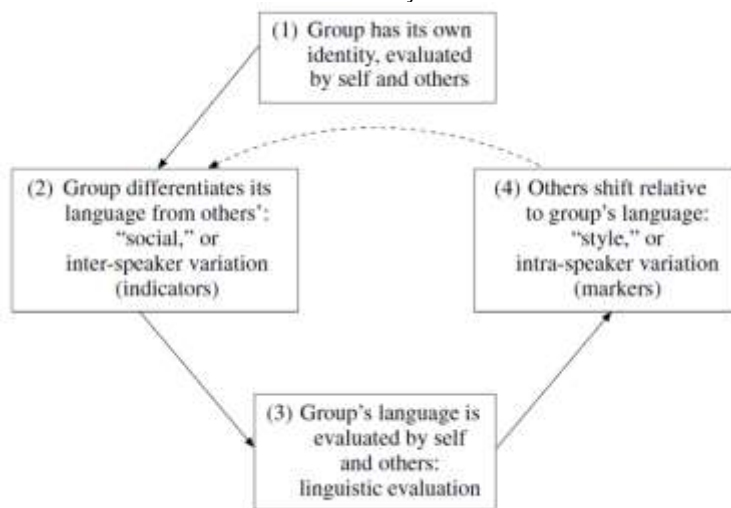 (1) Group has its own
identity, evaluated
by self and others
(2) Group differentiates its
language from others’:
“social,” or
inter-speaker variation
(indicators)
(4) Others shift relative
to group’s language:
“style,” or
intra-speaker variation
(markers)
(3) Group’s language is
evaluated by self
and others:
linguistic evaluation